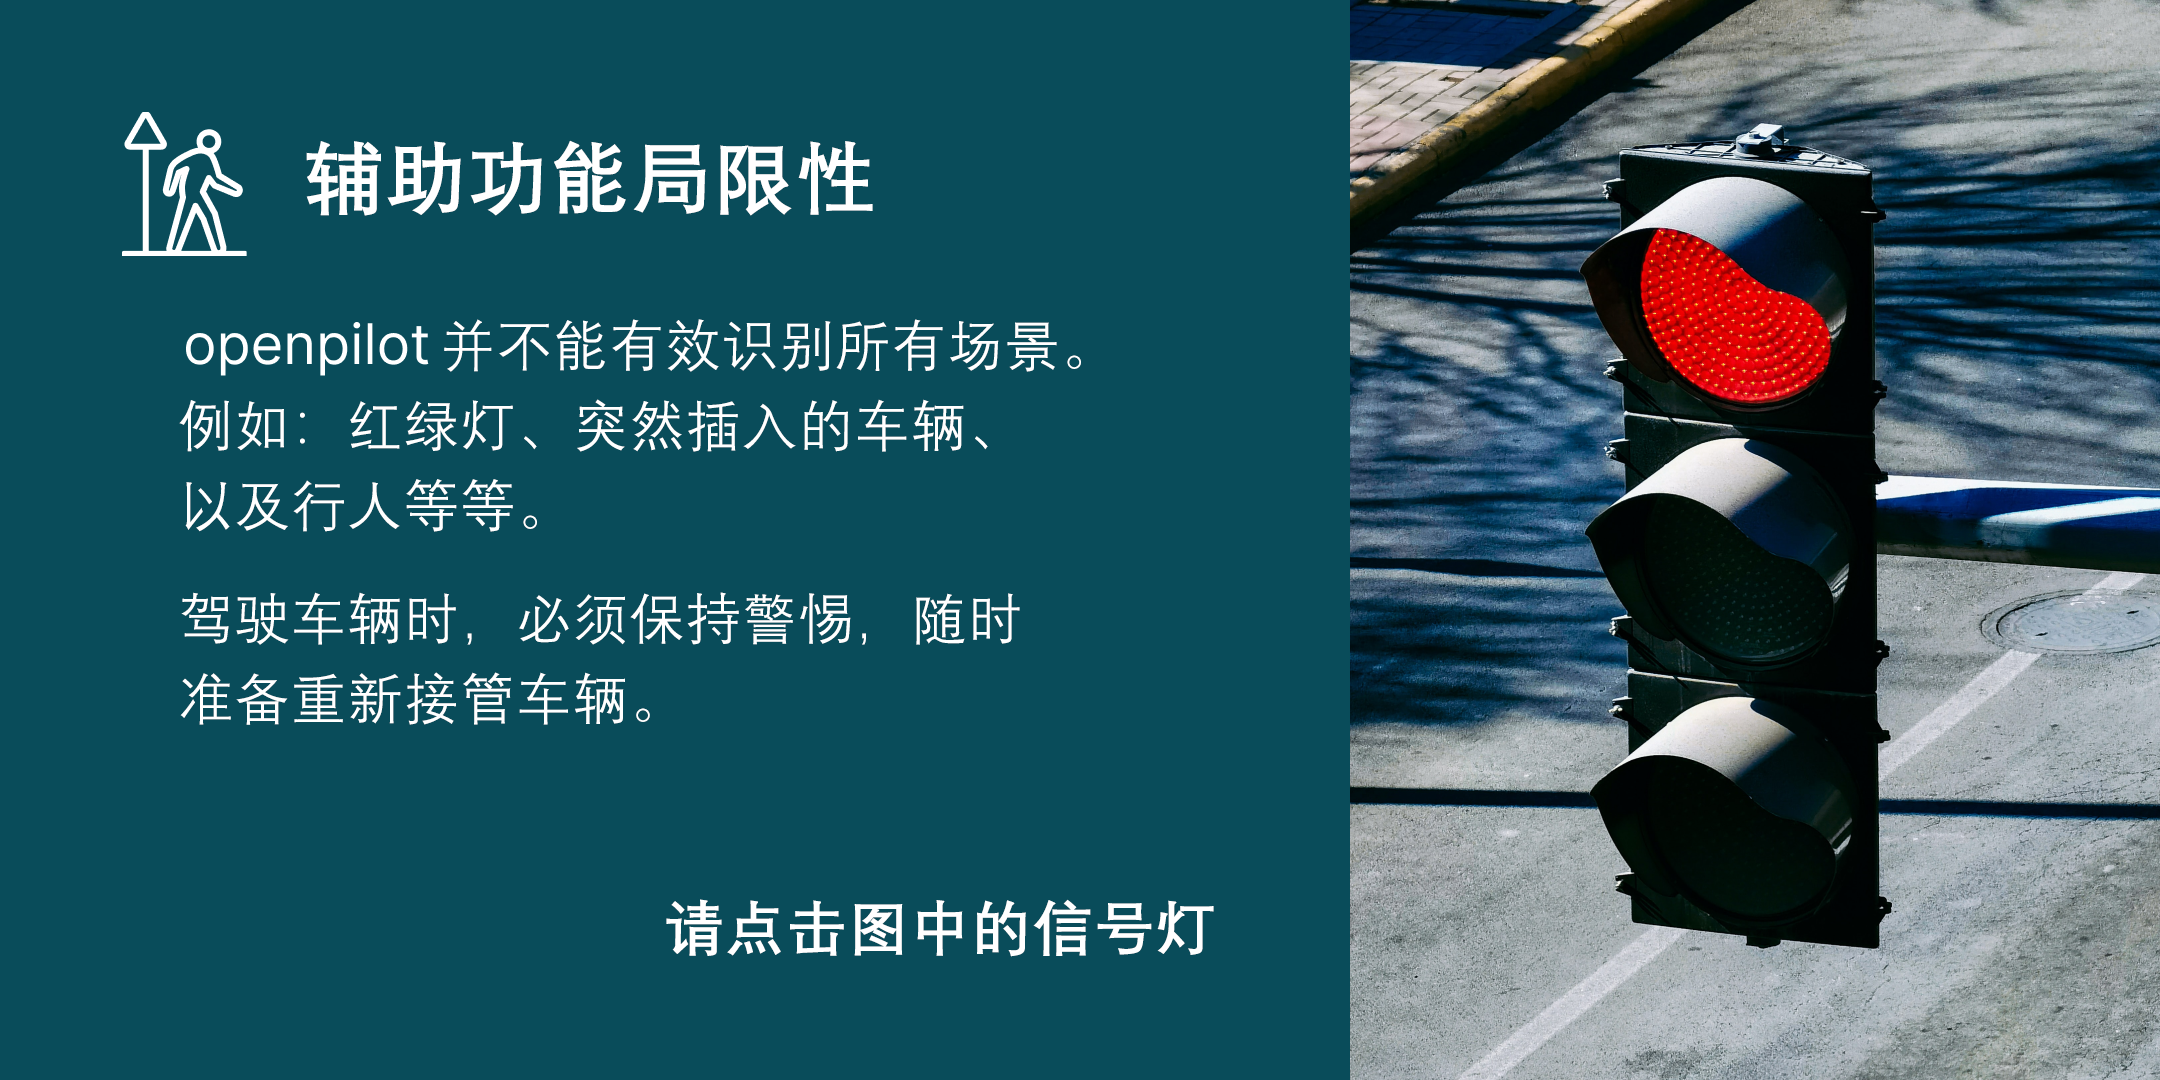 辅助功能局限性
openpilot 并不能有效识别所有场景。
例如：红绿灯、突然插入的车辆、
以及行人等等。
驾驶车辆时，必须保持警惕，随时
准备重新接管车辆。
请点击图中的信号灯